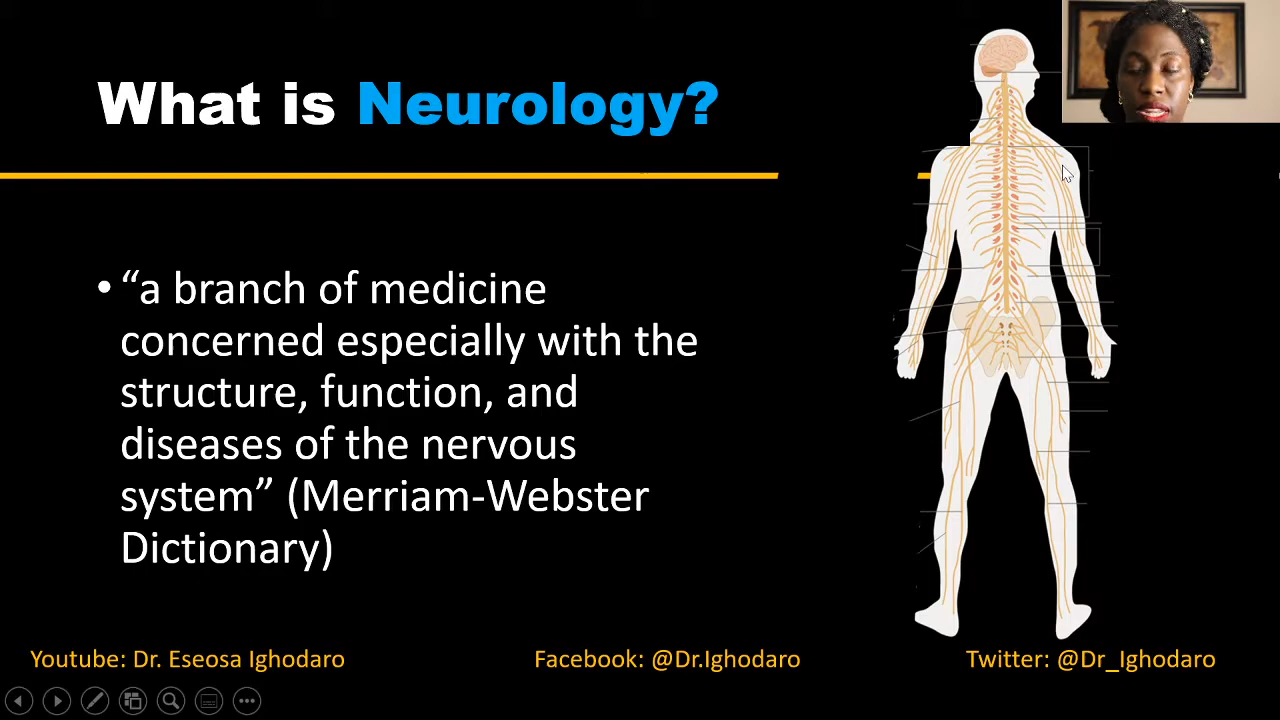 What is Neurology?
• “a branch of medicine
concerned especially with the
structure, function, and
diseases of the nervous
system” (Merriam-Webster
Dictionary)
Youtube: Dr. Eseosa Ighodaro
Facebook: @Dr.Ighodaro
Twitter: @Dr_Ighodaro